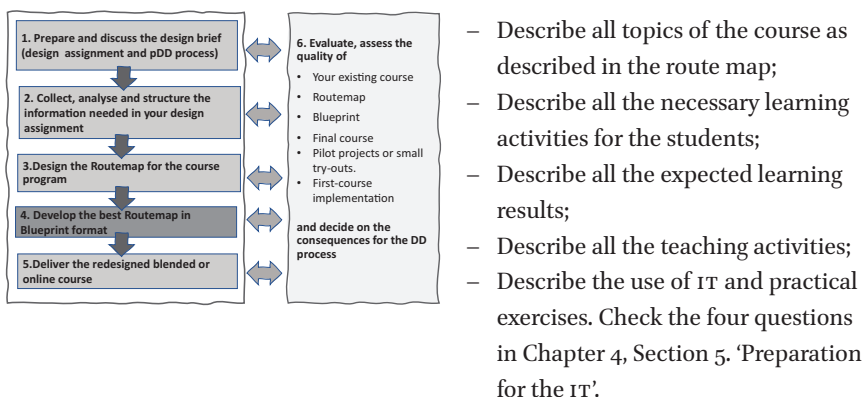 1. Prepare and discuss the design brief
(design assignment and pDD process)
2. Collect, analyse and structure the
information needed in your design
assignment
3.Design the Routemap for the course
program
4. Develop the best Routemap in
Blueprint format
5.Deliver the redesigned blended or
online course
6. Evaluate, assess the
quality of
• Your existing course
• Routemap
• Blueprint
• Final course
• Pilot projects or small
try-outs.
• First-course
implementation
and decide on the
consequences for the DD
process
– Describe all topics of the course as
described in the route map;
– Describe all the necessary learning
activities for the students;
– Describe all the expected learning
results;
– Describe all the teaching activities;
– Describe the use of IT and practical
exercises. Check the four questions
in Chapter 4, Section 5. ‘Preparation
for the IT’.